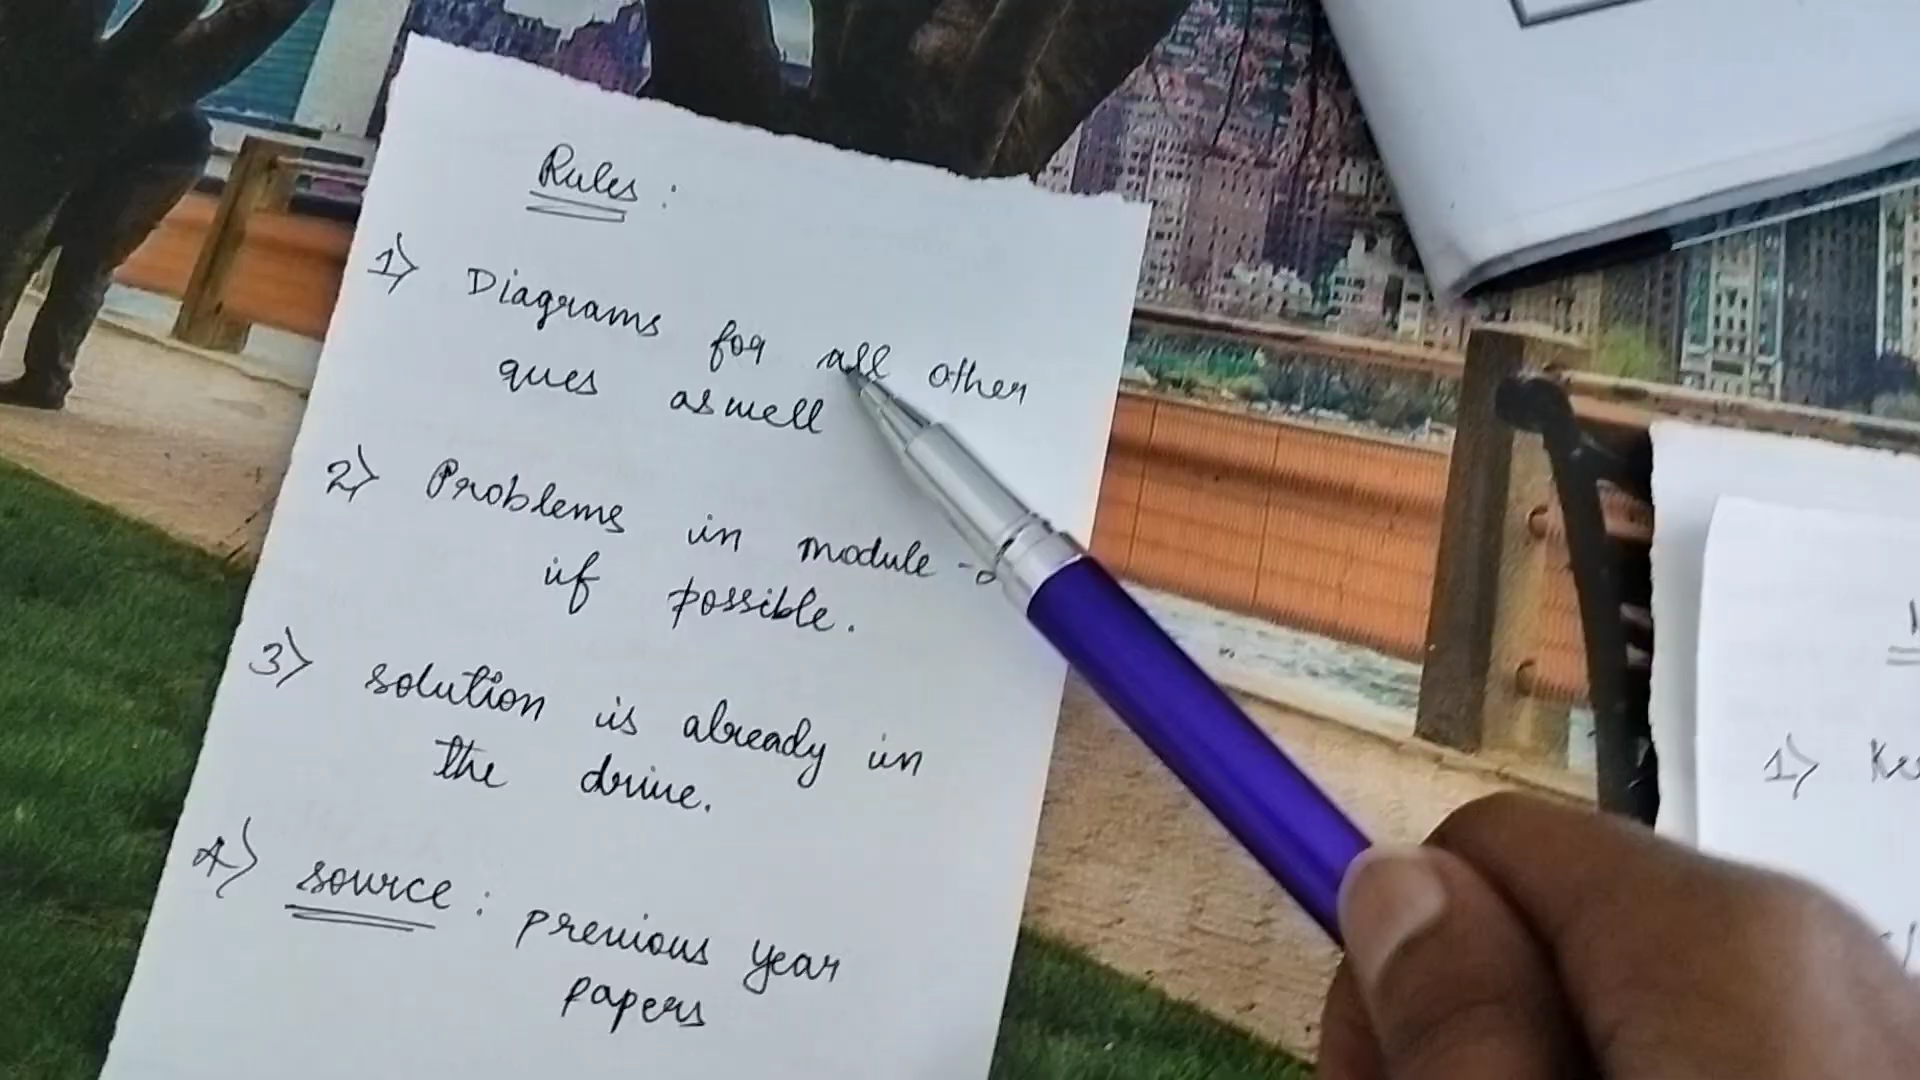 Rules :
1) Diagrams for all other
ques aswell
2) Problems in module -
if possible.
3) solution is already in
the drive.
4) source : previous year
papers
1)